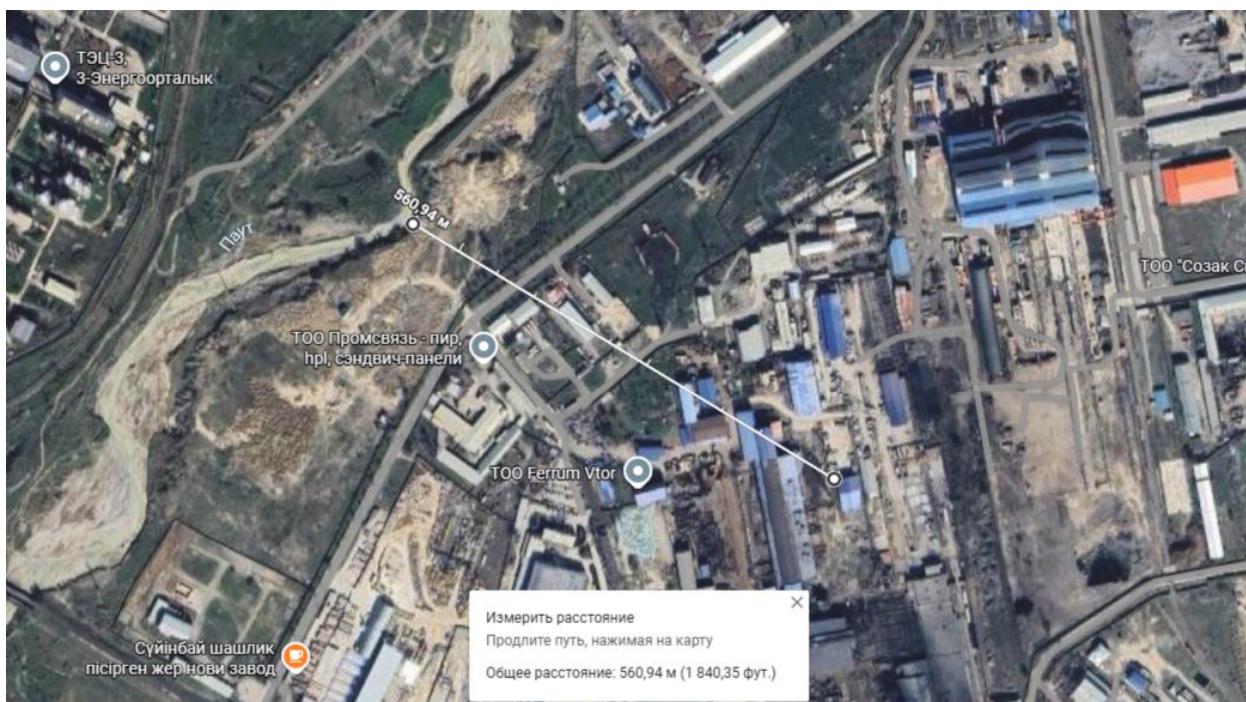 ТЭЦ-3,
3-Энергоорталык
560,94 м
Паут
ТОО "Созак С
ТОО Промсвязь - пир,
hpl, сэндвич-панели
ТОО Ferrum Vtor
Сүйінбай шашлик
пісірген жер нови завод
Измерить расстояние
Продлите путь, нажимая на карту
Общее расстояние: 560,94 м (1 840,35 фут.)